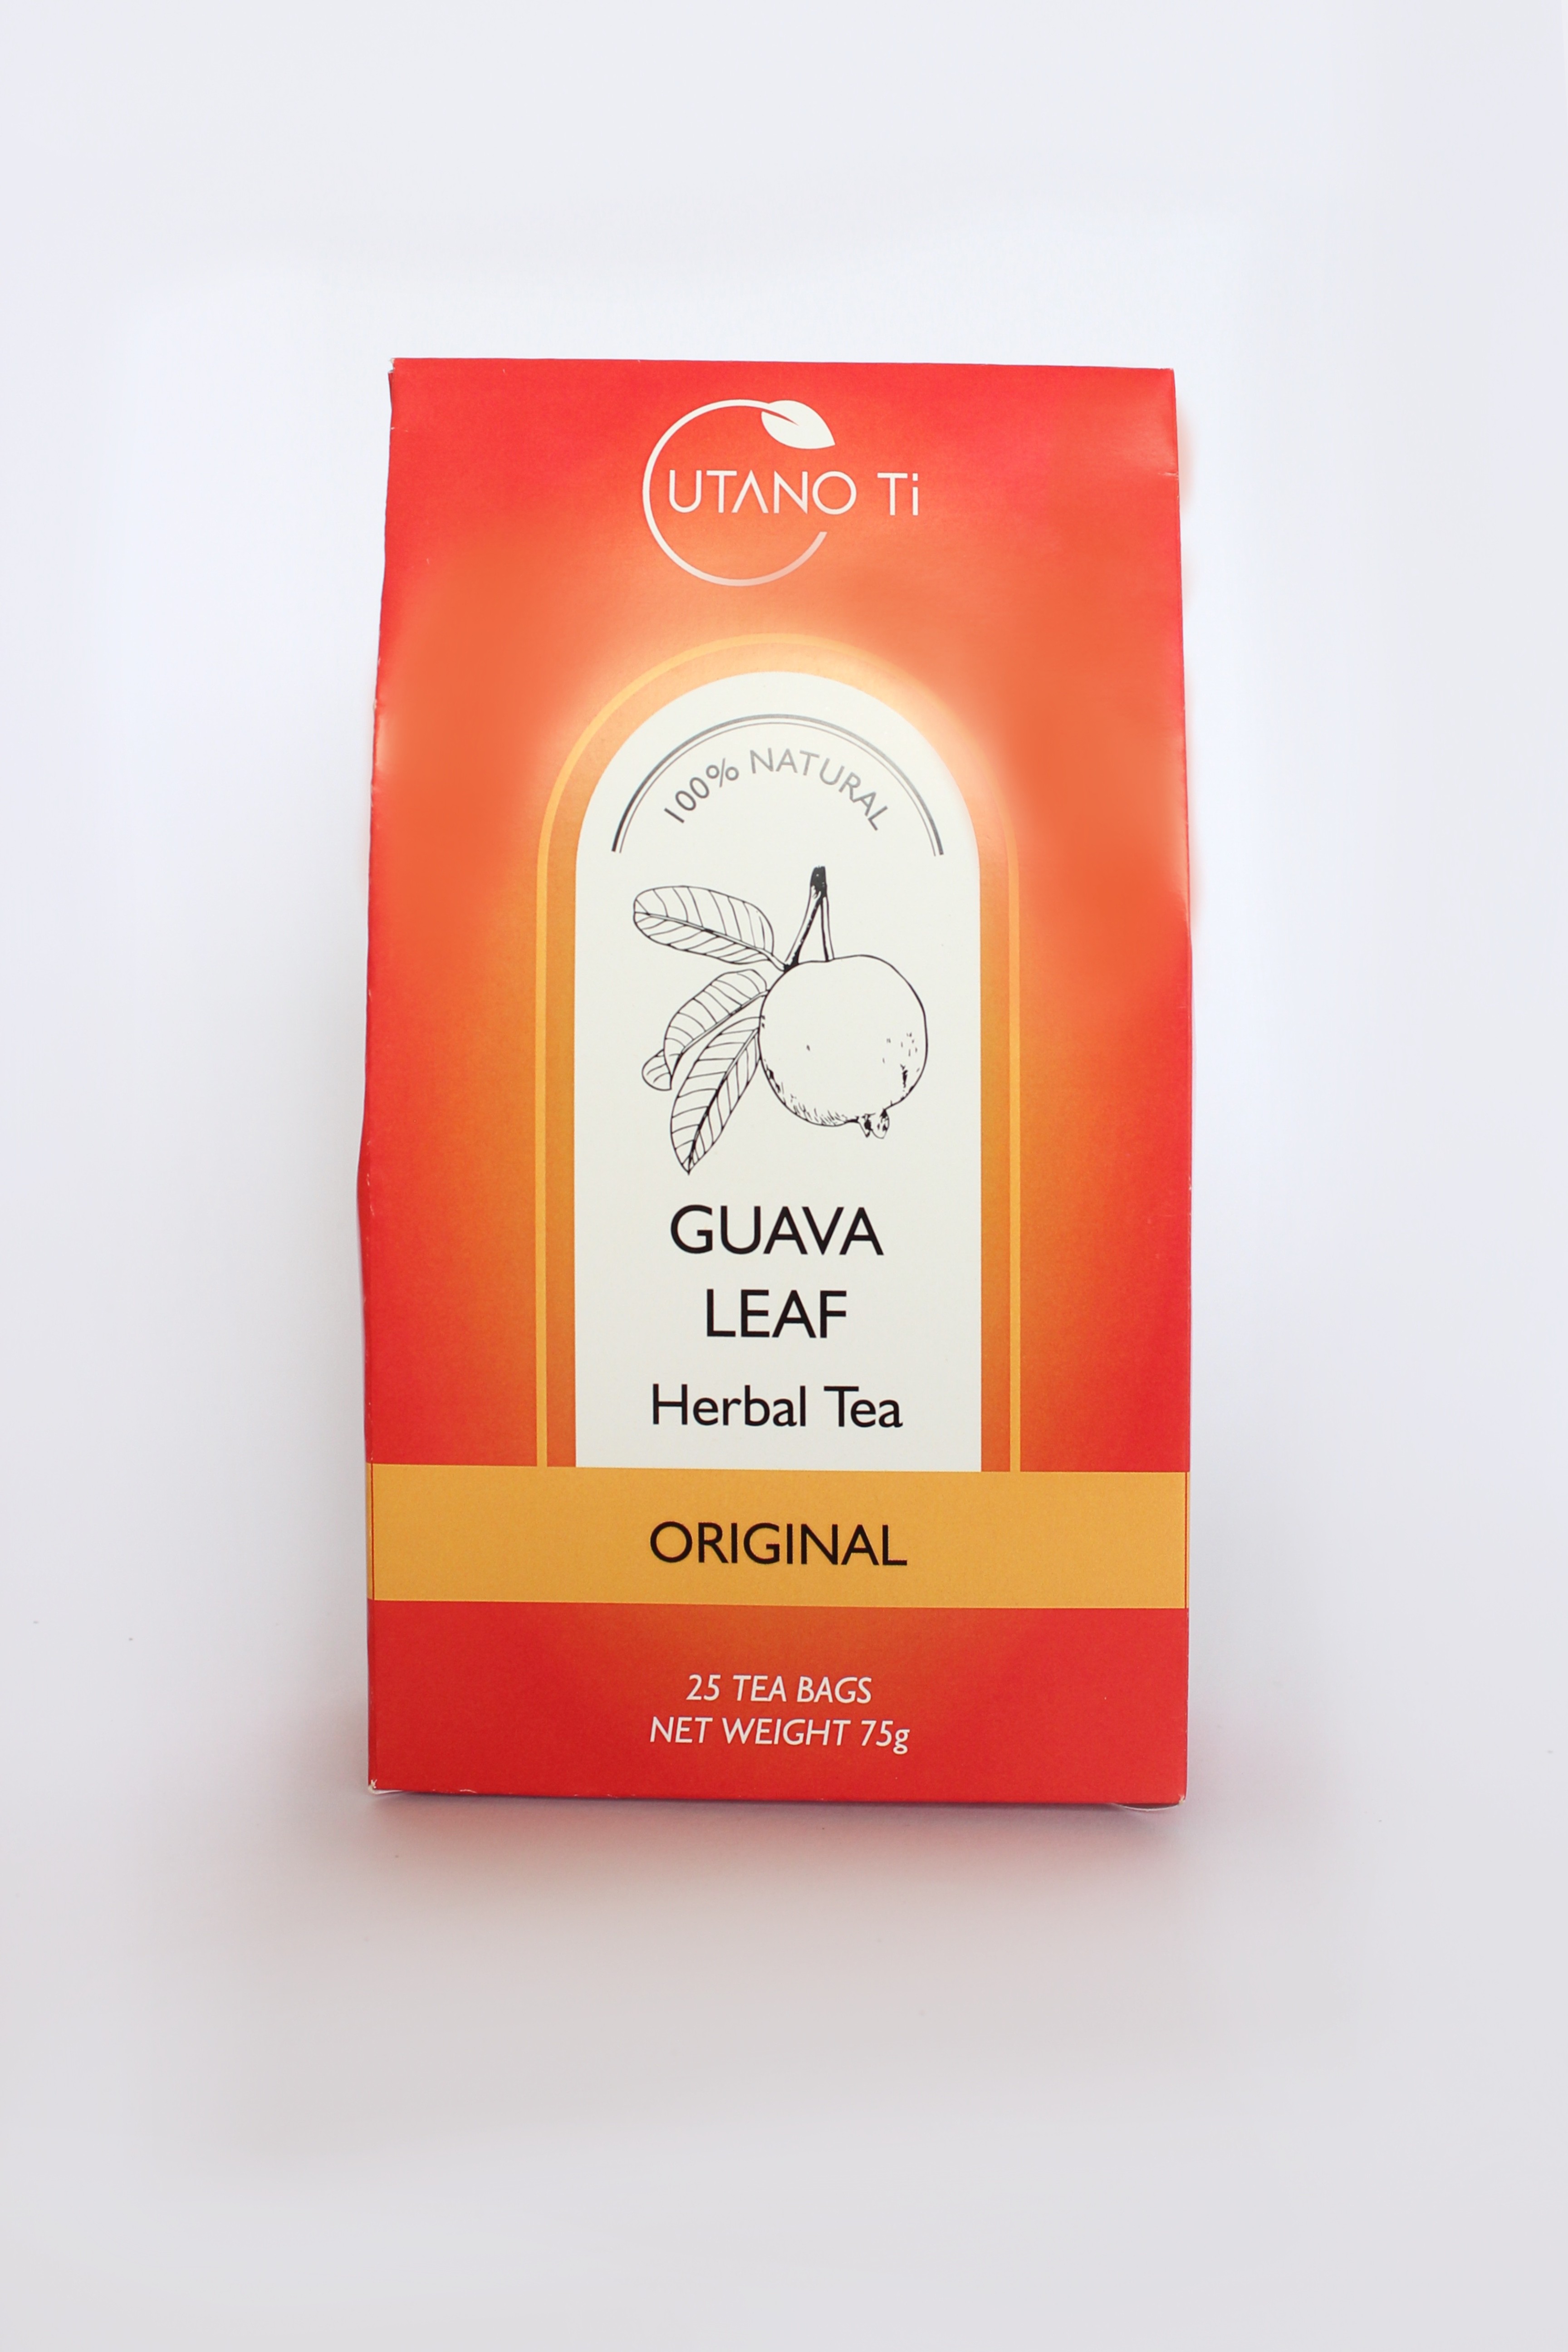 UTANO Ti
100% NATURAL
GUAVA
LEAF
Herbal Tea
ORIGINAL
25 TEA BAGS
NET WEIGHT 75g